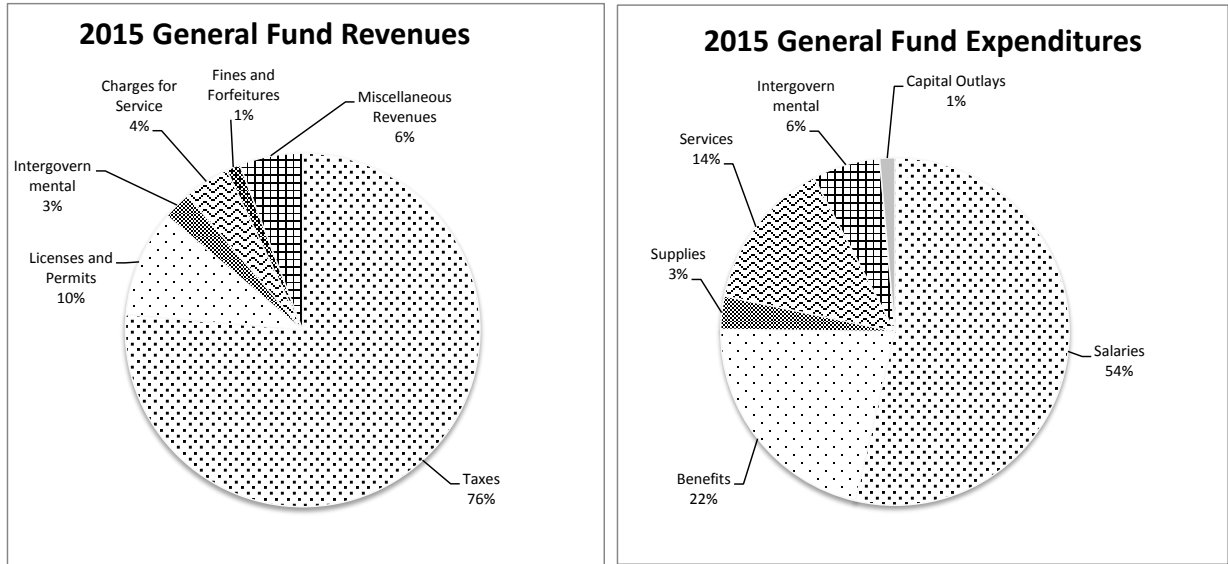 2015 General Fund Revenues
Fines and
Forfeitures
1%
Charges for
Service
4%
Miscellaneous
Revenues
6%
Intergovern
mental
3%
Licenses and
Permits
10%
Taxes
76%
2015 General Fund Expenditures
Capital Outlays
1%
Intergovern
mental
6%
Services
14%
Supplies
3%
Salaries
54%
Benefits
22%